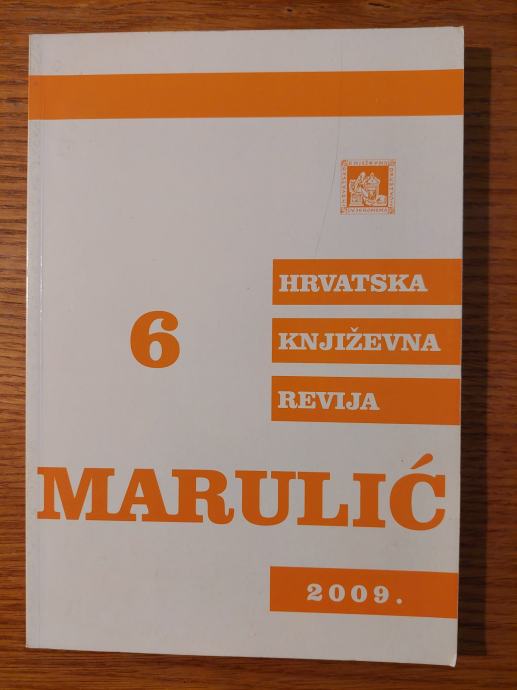 HRVATSKA
KNJIŽEVNA
REVIJA
6
MARULIĆ
2009.